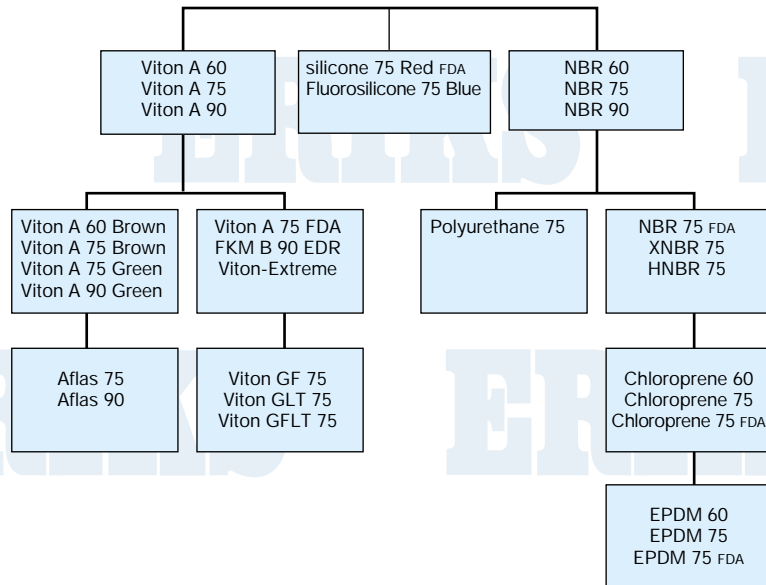 Viton A 60
Viton A 75
Viton A 90
silicone 75 Red FDA
Fluorosilicone 75 Blue
NBR 60
NBR 75
NBR 90
Viton A 60 Brown
Viton A 75 Brown
Viton A 75 Green
Viton A 90 Green
Viton A 75 FDA
FKM B 90 EDR
Viton-Extreme
Polyurethane 75
NBR 75 FDA
XNBR 75
HNBR 75
Aflas 75
Aflas 90
Viton GF 75
Viton GLT 75
Viton GFLT 75
Chloroprene 60
Chloroprene 75
Chloroprene 75 FDA
EPDM 60
EPDM 75
EPDM 75 FDA
ERIKS